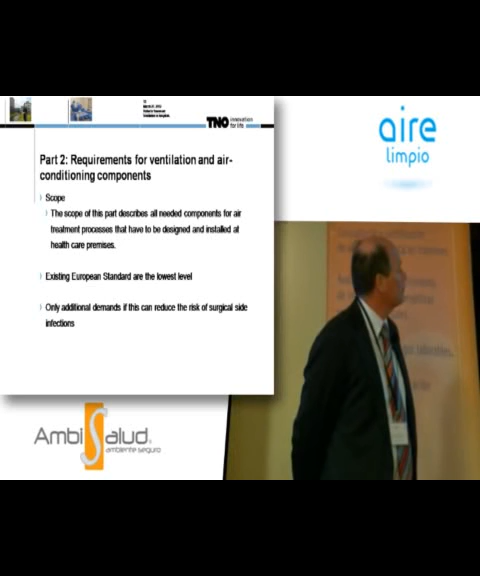 TNO innovation
for life
Part 2: Requirements for ventilation and air-
conditioning components
Scope
The scope of this part describes all needed components for air
treatment processes that have to be designed and installed at
health care premises.
Existing European Standard are the lowest level
Only additional demands if this can reduce the risk of surgical side
infections
aire
limpio
AmbiSalud.
ambiente seguro